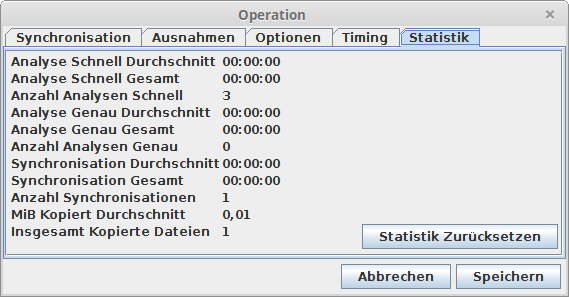 Operation
Synchronisation Ausnahmen Optionen Timing Statistik
Analyse Schnell Durchschnitt 00:00:00
Analyse Schnell Gesamt 00:00:00
Anzahl Analysen Schnell 3
Analyse Genau Durchschnitt 00:00:00
Analyse Genau Gesamt 00:00:00
Anzahl Analysen Genau 0
Synchronisation Durchschnitt 00:00:00
Synchronisation Gesamt 00:00:00
Anzahl Synchronisationen 1
MiB Kopiert Durchschnitt 0,01
Insgesamt Kopierte Dateien 1
Statistik Zurücksetzen
Abbrechen Speichern